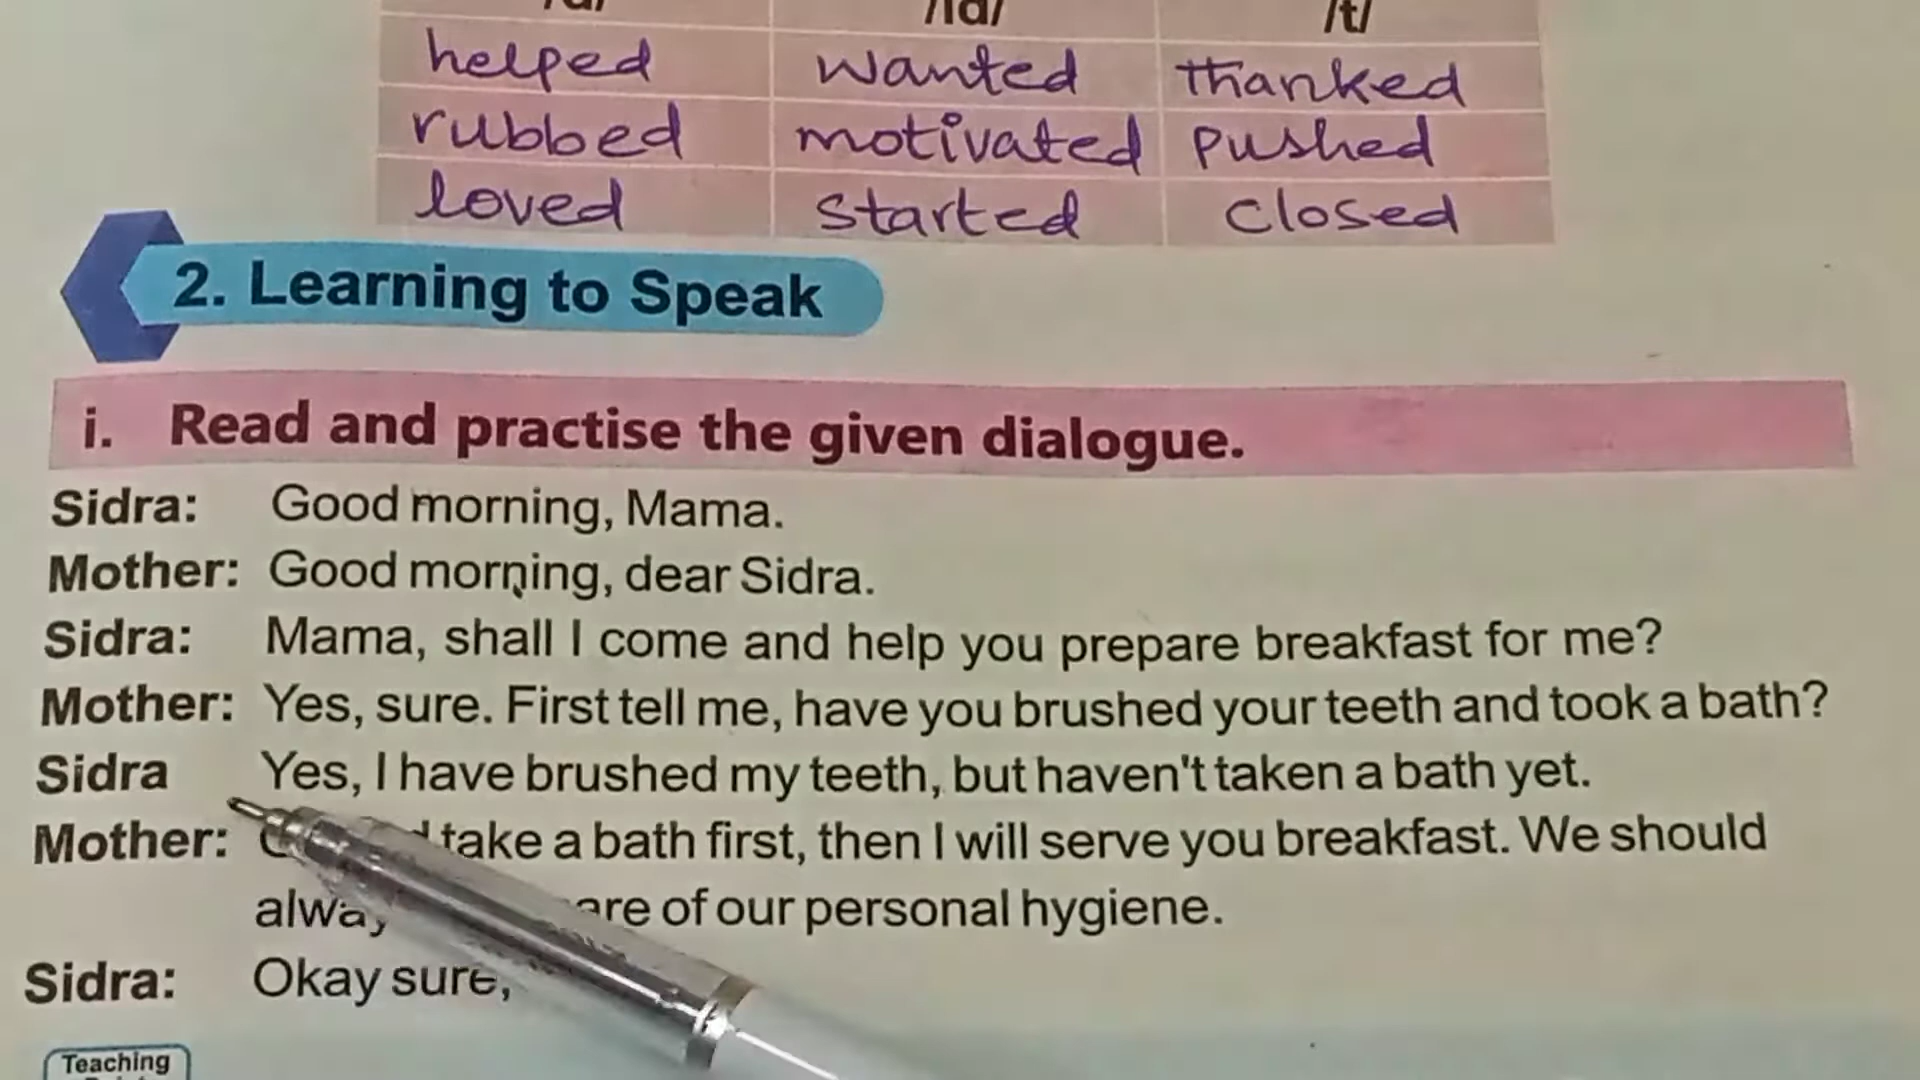 /d/ /id/ /t/
helped wanted thanked
rubbed motivated pushed
loved started closed
2. Learning to Speak
i. Read and practise the given dialogue.
Sidra: Good morning, Mama.
Mother: Good morning, dear Sidra.
Sidra: Mama, shall I come and help you prepare breakfast for me?
Mother: Yes, sure. First tell me, have you brushed your teeth and took a bath?
Sidra Yes, I have brushed my teeth, but haven't taken a bath yet.
Mother: take a bath first, then I will serve you breakfast. We should
of our personal hygiene.
Sidra: Okay sure,
Teaching